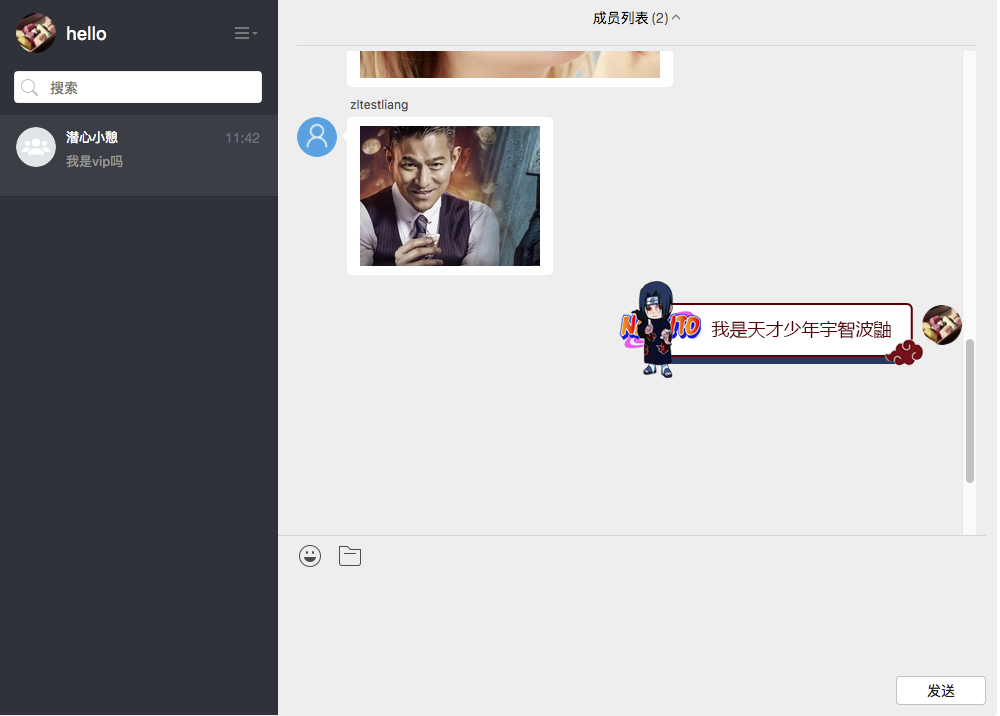 hello
搜索
潜心小憩
11:42
我是vip吗
成员列表 (2)
zltestliang
NARUTO
我是天才少年宇智波鼬
发送